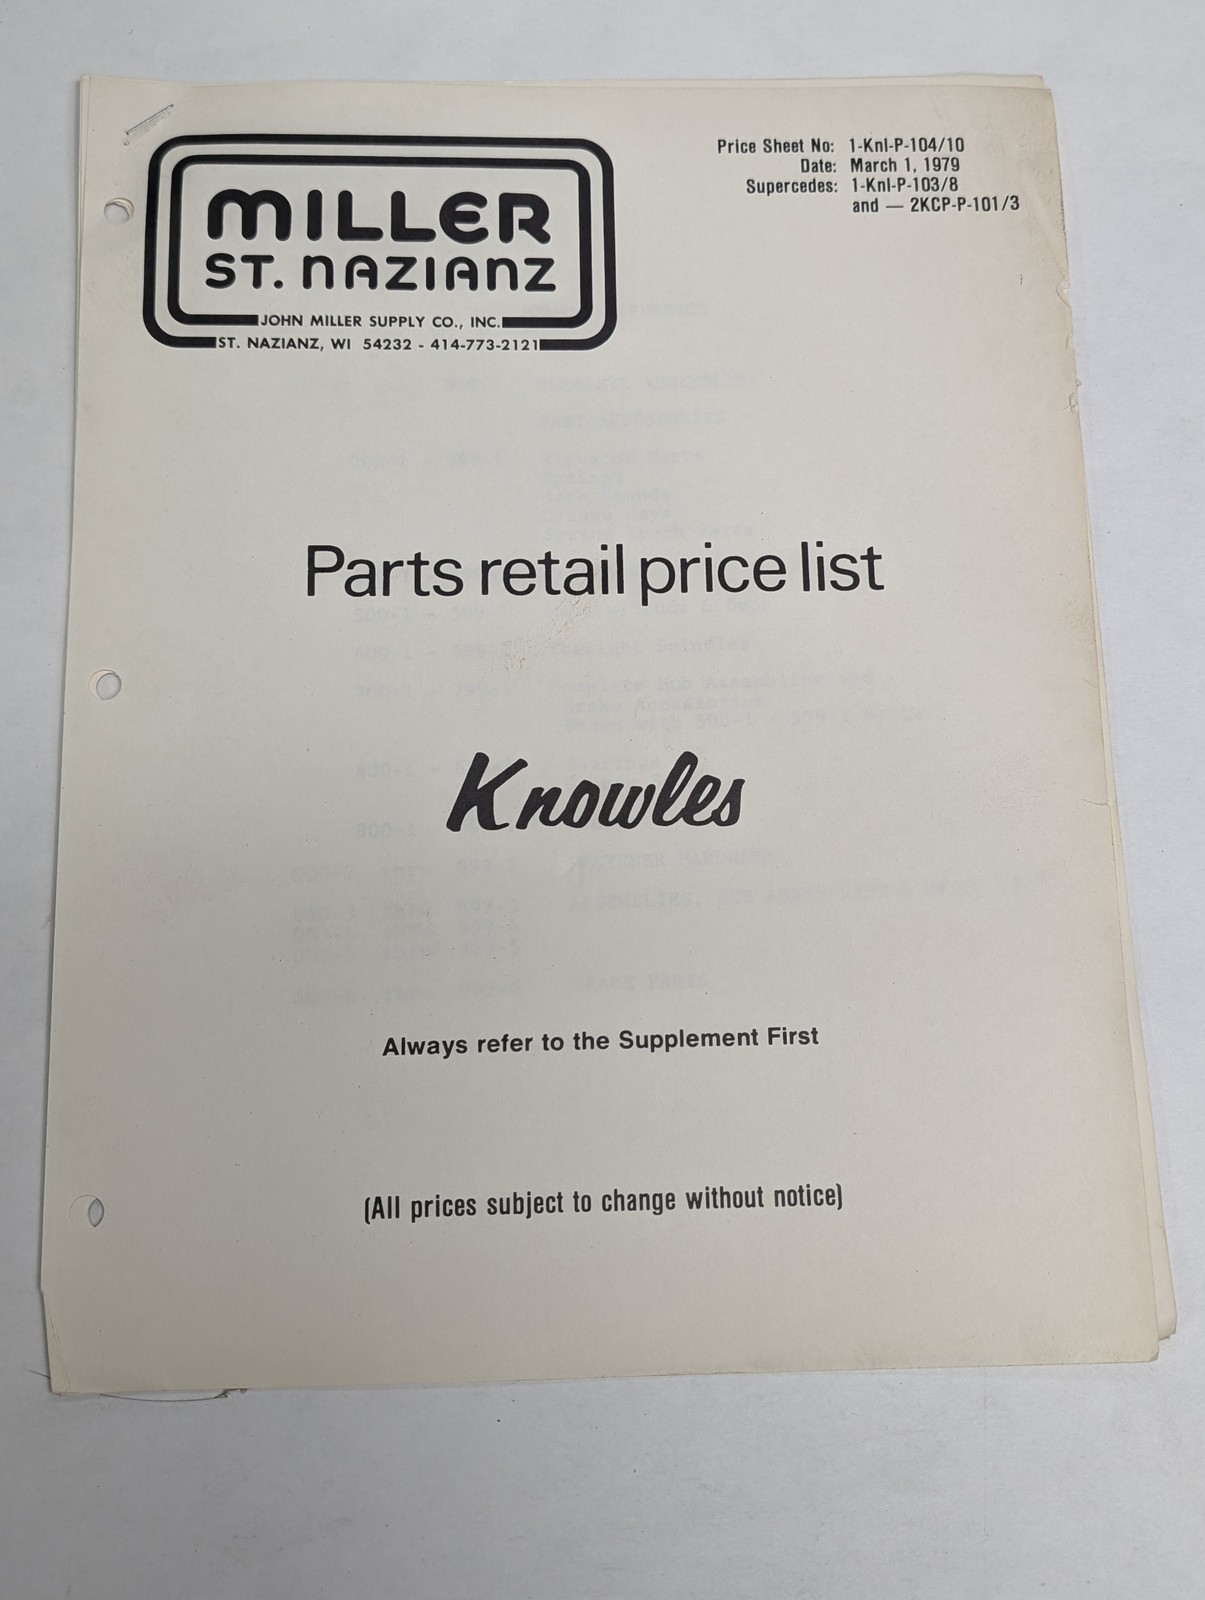 MILLER
ST. NAZIANZ
JOHN MILLER SUPPLY CO., INC.
ST. NAZIANZ, WI 54232 - 414-773-2121
Price Sheet No: 1-Knl-P-104/10
Date: March 1, 1979
Supercedes: 1-Knl-P-103/8
and — 2KCP-P-101/3
Parts retail price list
Knowles
Always refer to the Supplement First
(All prices subject to change without notice)